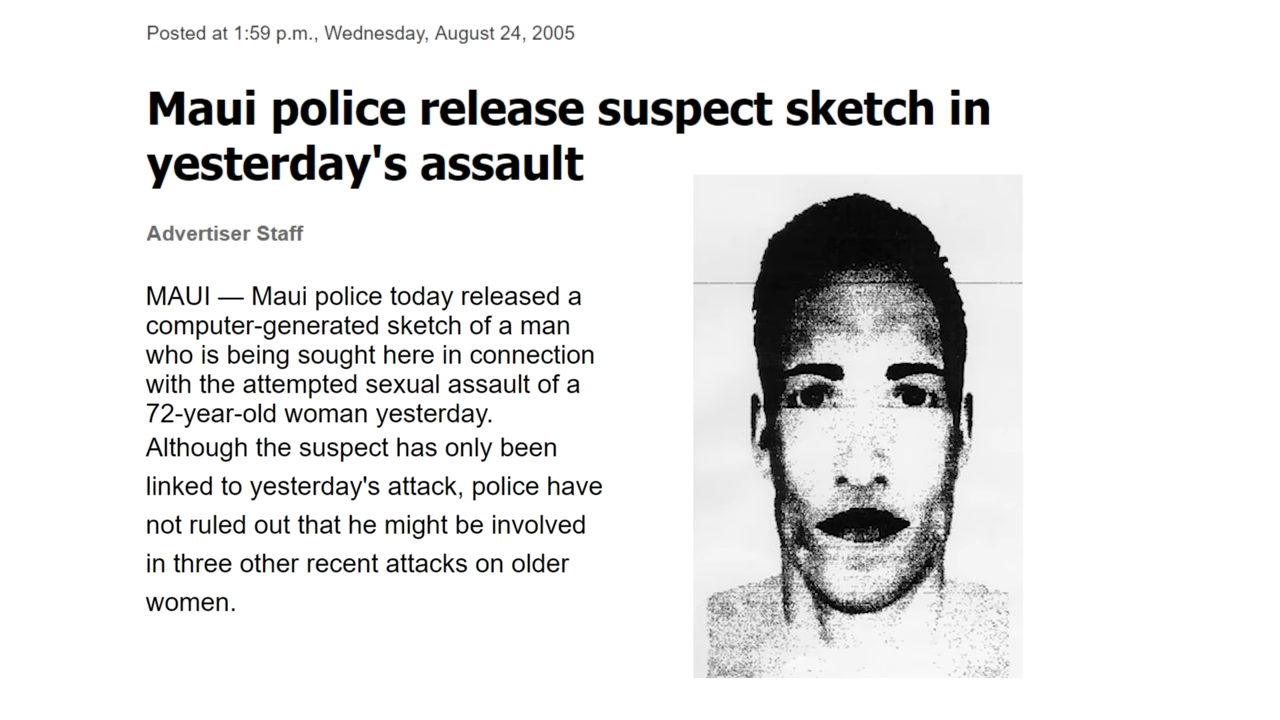 Posted at 1:59 p.m., Wednesday, August 24, 2005
Maui police release suspect sketch in
yesterday's assault
Advertiser Staff
MAUI — Maui police today released a
computer-generated sketch of a man
who is being sought here in connection
with the attempted sexual assault of a
72-year-old woman yesterday.
Although the suspect has only been
linked to yesterday's attack, police have
not ruled out that he might be involved
in three other recent attacks on older
women.